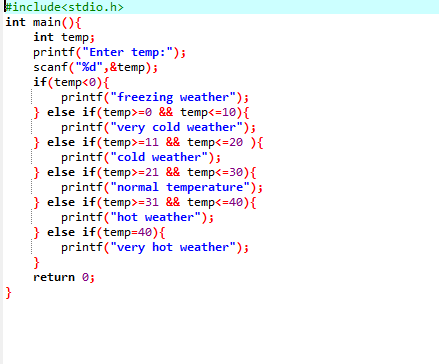 #include<stdio.h>
int main(){
    int temp;
    printf("Enter temp:");
    scanf("%d",&temp);
    if(temp<0){
        printf("freezing weather");
    } else if(temp>=0 && temp<=10){
        printf("very cold weather");
    } else if(temp>=11 && temp<=20 ){
        printf("cold weather");
    } else if(temp>=21 && temp<=30){
        printf("normal temperature");
    } else if(temp>=31 && temp<=40){
        printf("hot weather");
    } else if(temp=40){
        printf("very hot weather");
    }
    return 0;
}